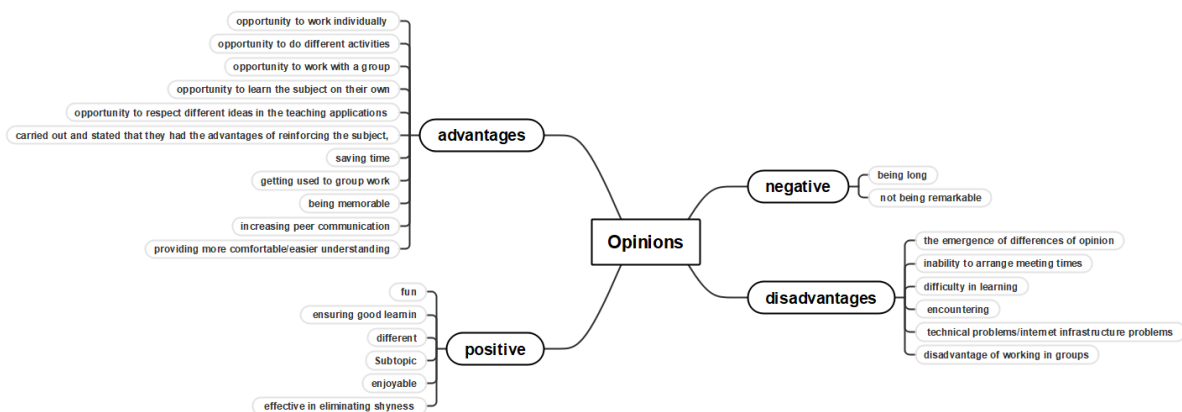 opportunity to work individually
opportunity to do different activities
opportunity to work with a group
opportunity to learn the subject on their own
opportunity to respect different ideas in the teaching applications
carried out and stated that they had the advantages of reinforcing the subject,
saving time
getting used to group work
being memorable
increasing peer communication
providing more comfortable/easier understanding
advantages
fun
ensuring good learnin
different
Subtopic
enjoyable
effective in eliminating shyness
positive
Opinions
negative
being long
not being remarkable
disadvantages
the emergence of differences of opinion
inability to arrange meeting times
difficulty in learning
encountering
technical problems/internet infrastructure problems
disadvantage of working in groups